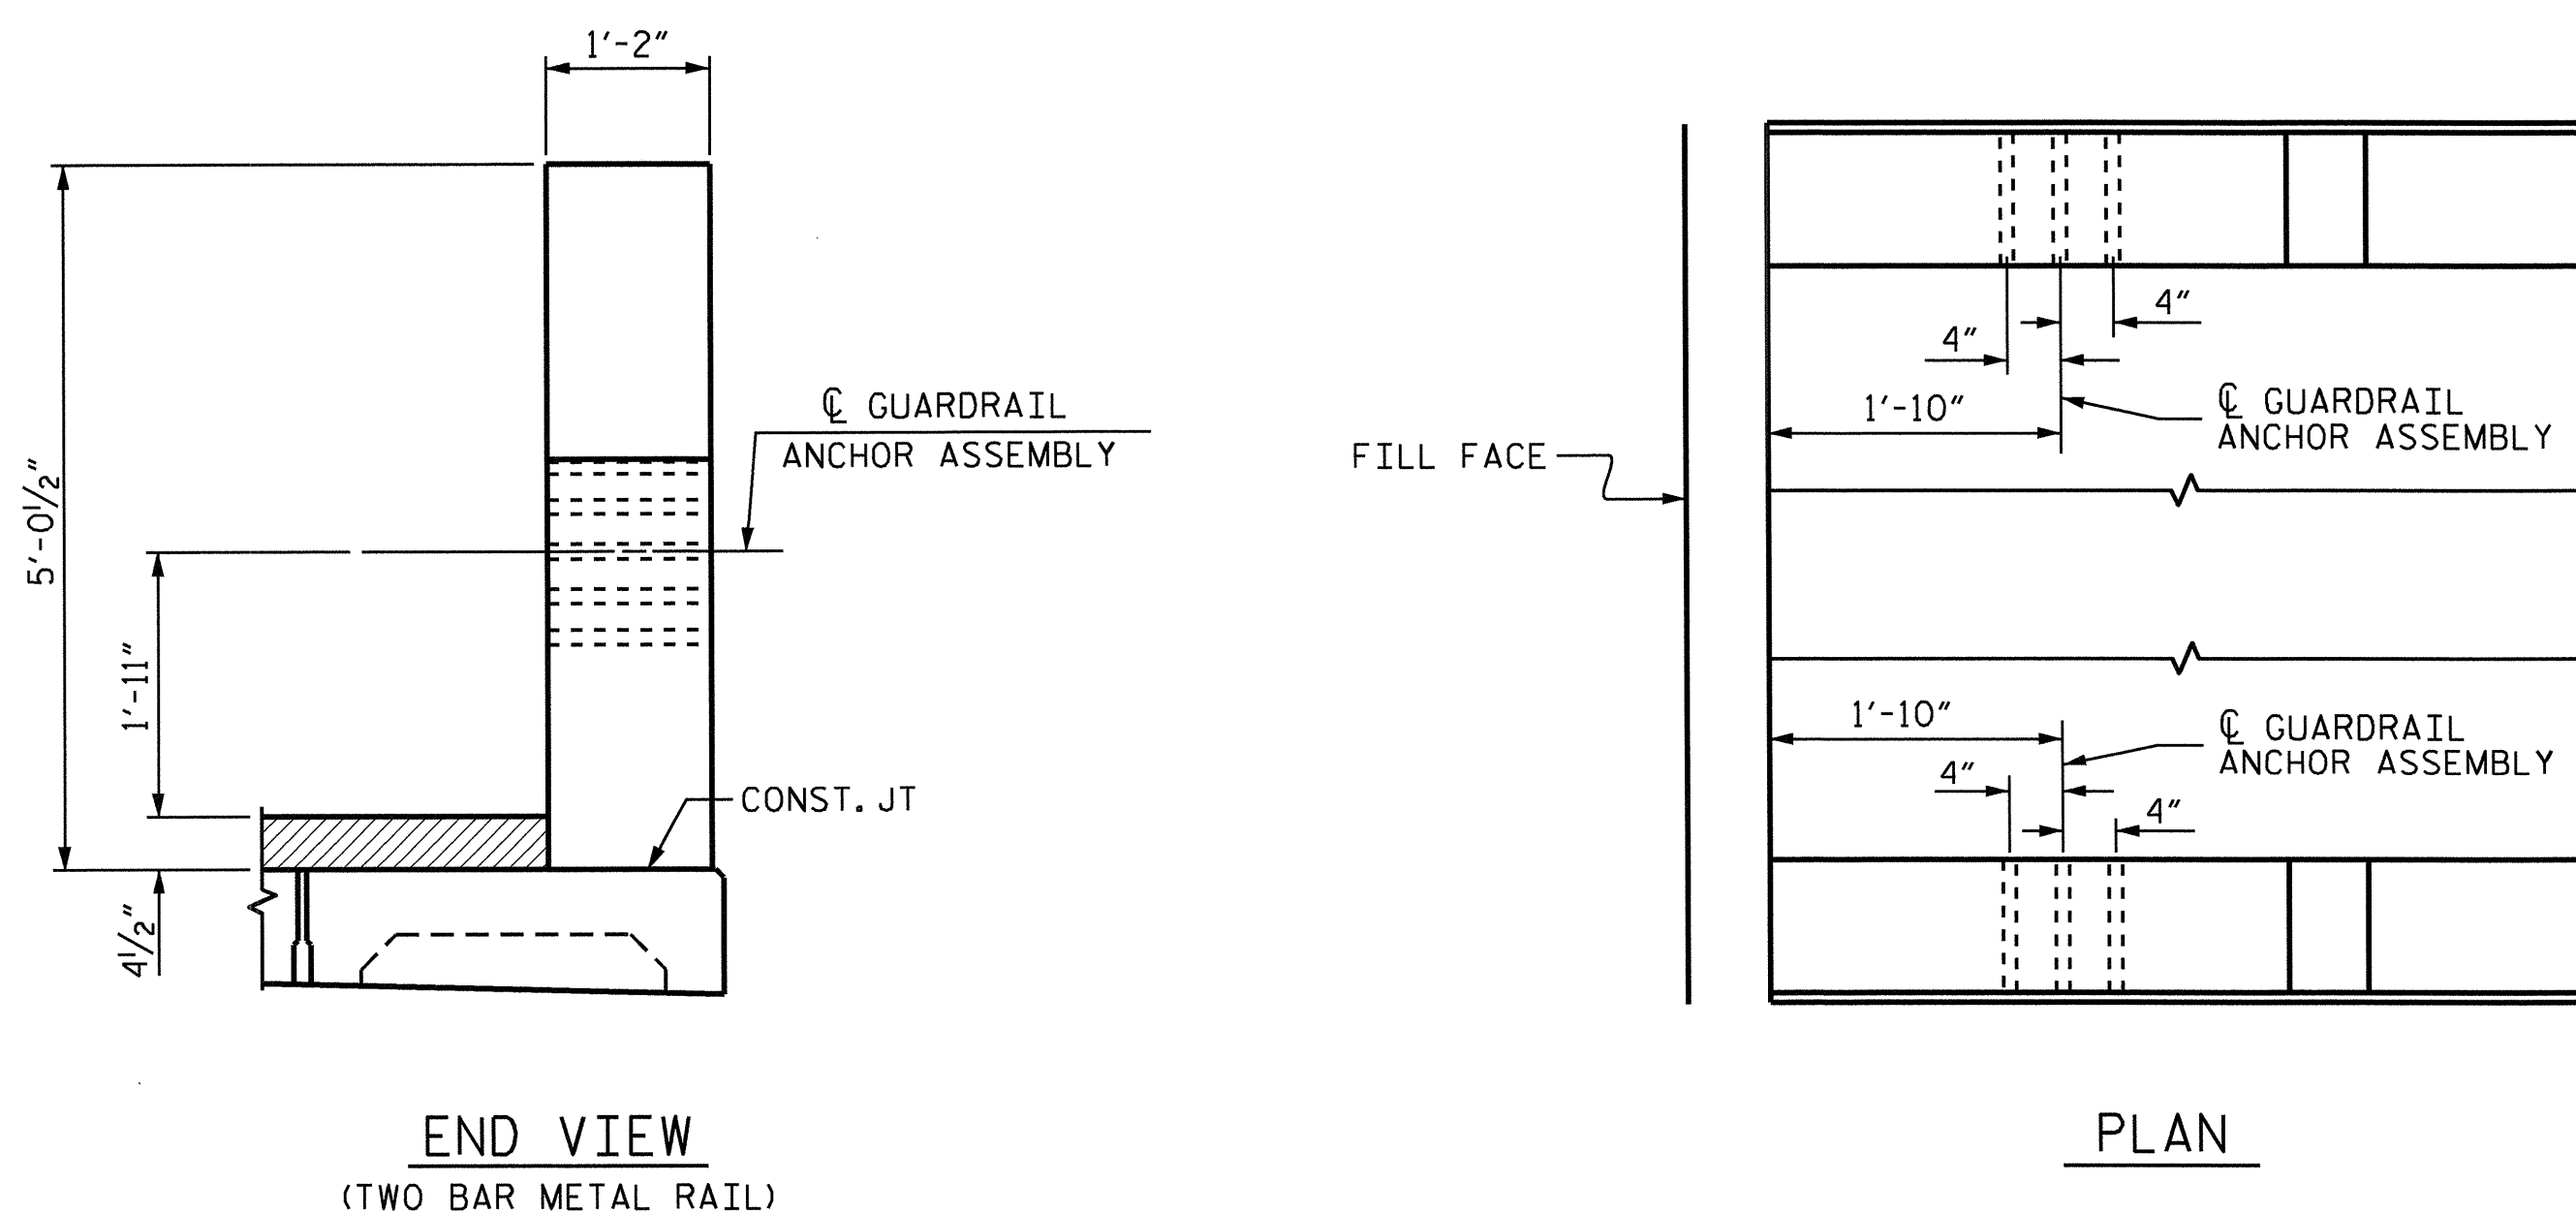 1'-2"
5'-0½"
℄ GUARDRAIL
ANCHOR ASSEMBLY
1'-11"
CONST. JT
4½"
END VIEW
(TWO BAR METAL RAIL)
4"
4"
1'-10"
℄ GUARDRAIL
ANCHOR ASSEMBLY
FILL FACE
1'-10"
℄ GUARDRAIL
ANCHOR ASSEMBLY
4"
4"
PLAN